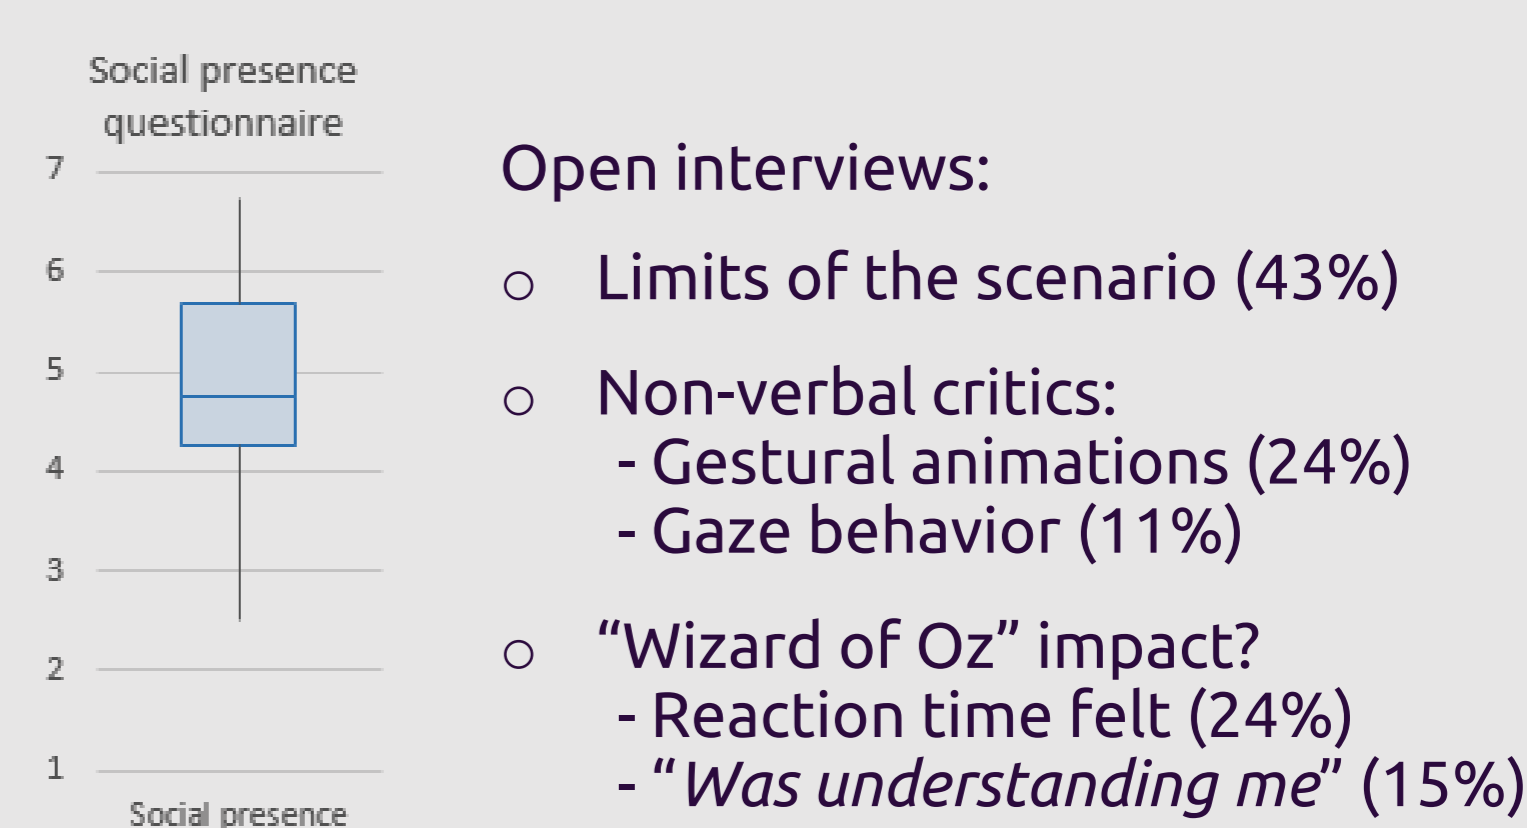 Social presence
questionnaire
7
6
5
4
3
2
1
Social presence
Open interviews:
○ Limits of the scenario (43%)
○ Non-verbal critics:
- Gestural animations (24%)
- Gaze behavior (11%)
○ “Wizard of Oz” impact?
- Reaction time felt (24%)
- “Was understanding me” (15%)